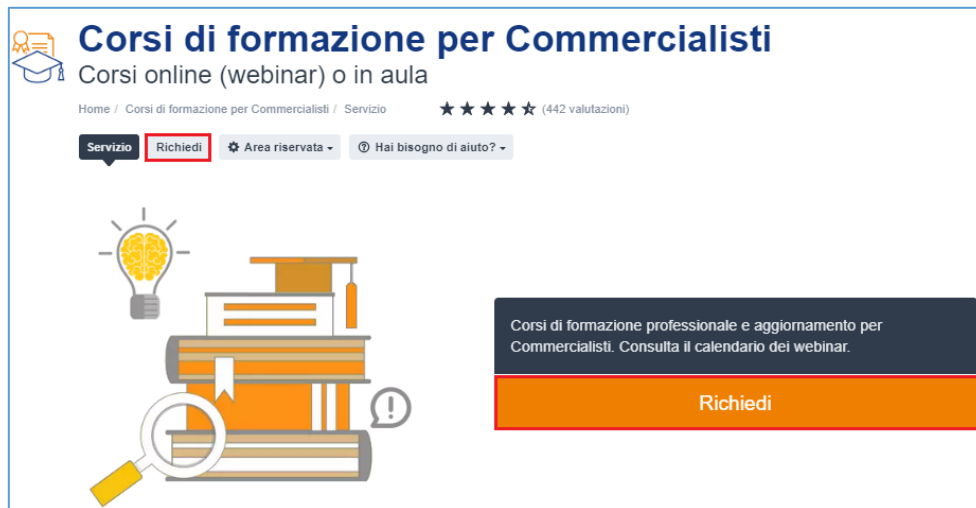 Corsi di formazione per Commercialisti
Corsi online (webinar) o in aula
Home / Corsi di formazione per Commercialisti / Servizio (442 valutazioni)
Servizio Richiedi Area riservata Hai bisogno di aiuto?
Corsi di formazione professionale e aggiornamento per
Commercialisti. Consulta il calendario dei webinar.
Richiedi